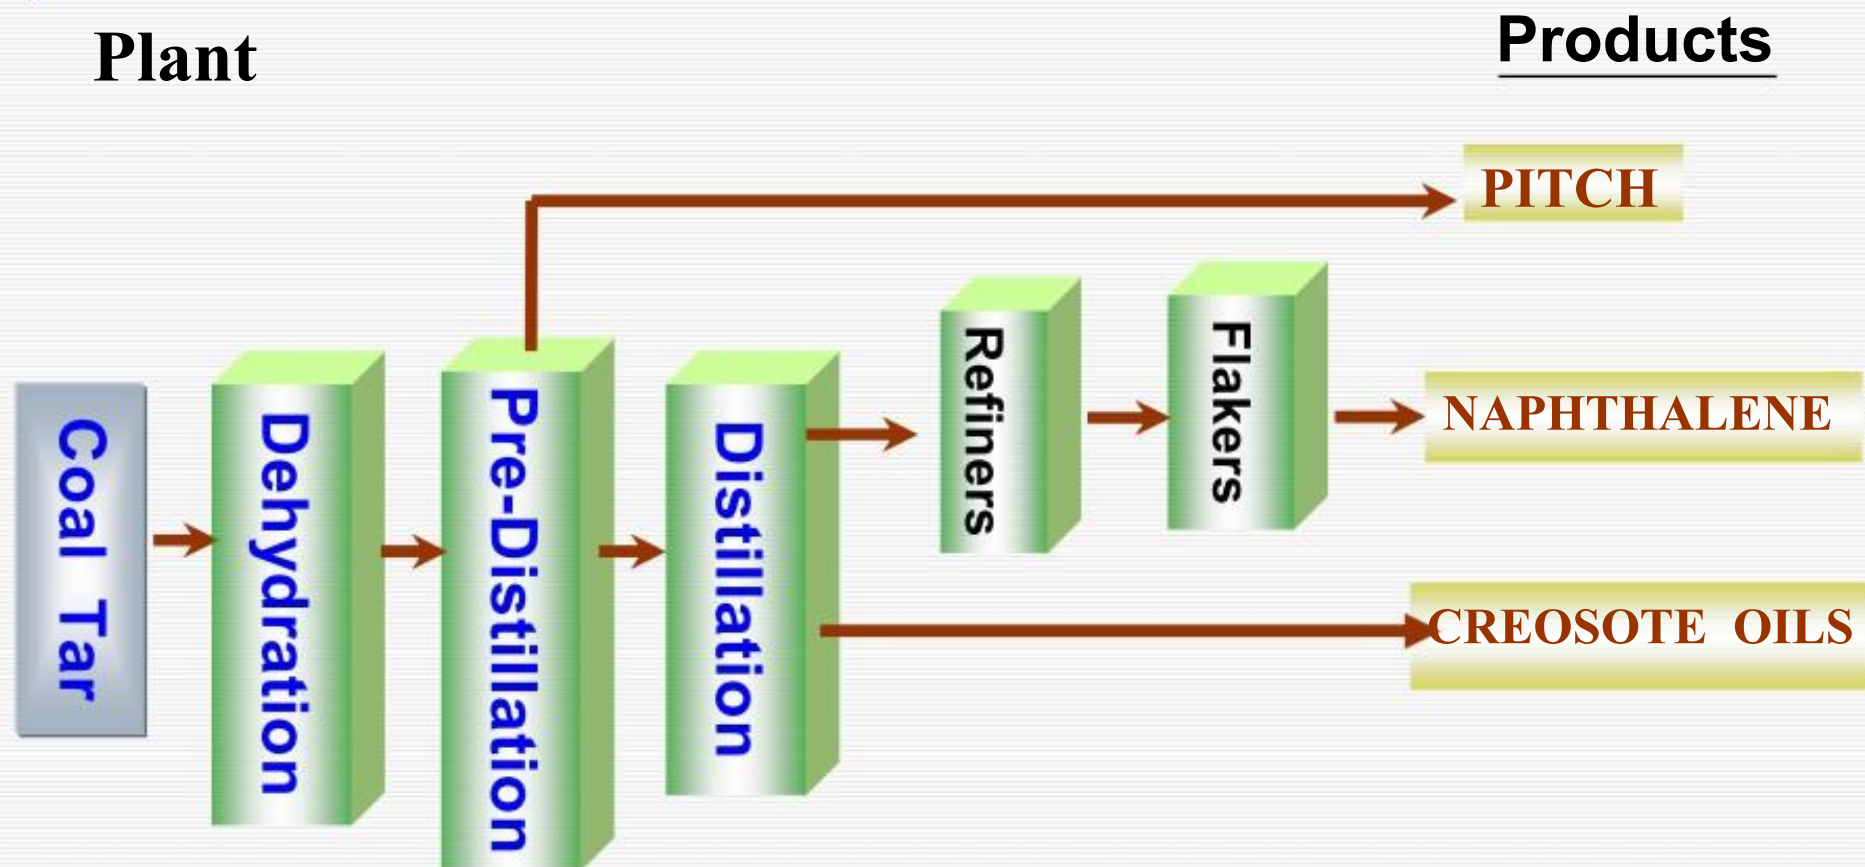 Plant
Products
PITCH
Coal Tar
Dehydration
Pre-Distillation
Distillation
Refiners
Flakers
NAPHTHALENE
CREOSOTE OILS